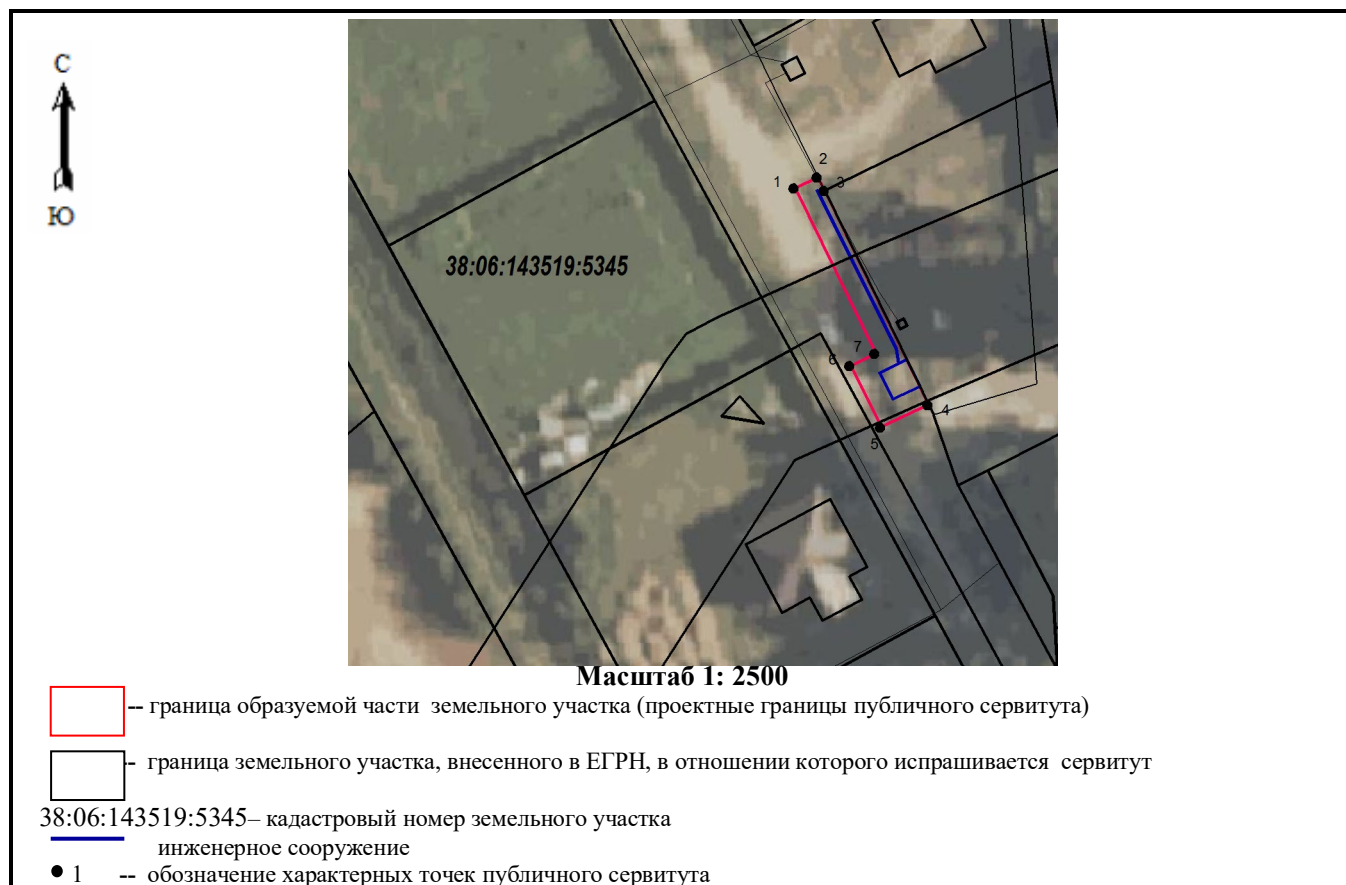 С
Ю
2
1
3
38:06:143519:5345
7
6
4
5
Масштаб 1: 2500
-- граница образуемой части земельного участка (проектные границы публичного сервитута)
- граница земельного участка, внесенного в ЕГРН, в отношении которого испрашивается сервитут
38:06:143519:5345– кадастровый номер земельного участка
инженерное сооружение
● 1 -- обозначение характерных точек публичного сервитута